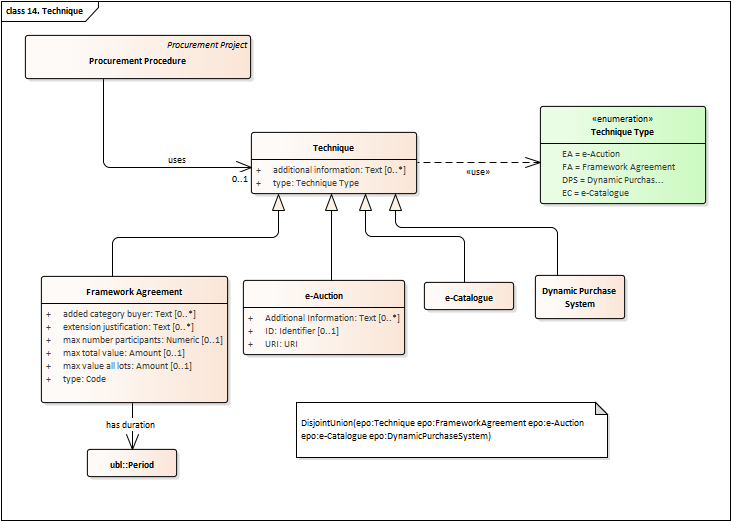 class 14. Technique
Procurement Project
Procurement Procedure
uses
0..1
Technique
+ additional information: Text [0..*]
+ type: Technique Type
«use»
«enumeration»
Technique Type
EA = e-Acution
FA = Framework Agreement
DPS = Dynamic Purchas...
EC = e-Catalogue
Framework Agreement
+ added category buyer: Text [0..*]
+ extension justification: Text [0..*]
+ max number participants: Numeric [0..1]
+ max total value: Amount [0..1]
+ max value all lots: Amount [0..1]
+ type: Code
e-Auction
+ Additional Information: Text [0..*]
+ ID: Identifier [0..1]
+ URI: URI
e-Catalogue
Dynamic Purchase
System
has duration
ubl::Period
DisjointUnion(epo:Technique epo:FrameworkAgreement epo:e-Auction
epo:e-Catalogue epo:DynamicPurchaseSystem)